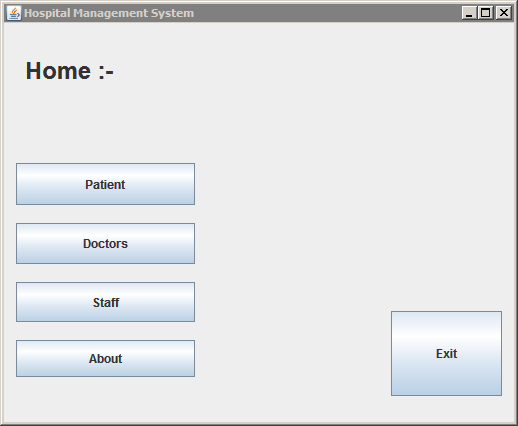 Hospital Management System
Home :-
Patient
Doctors
Staff
About
Exit